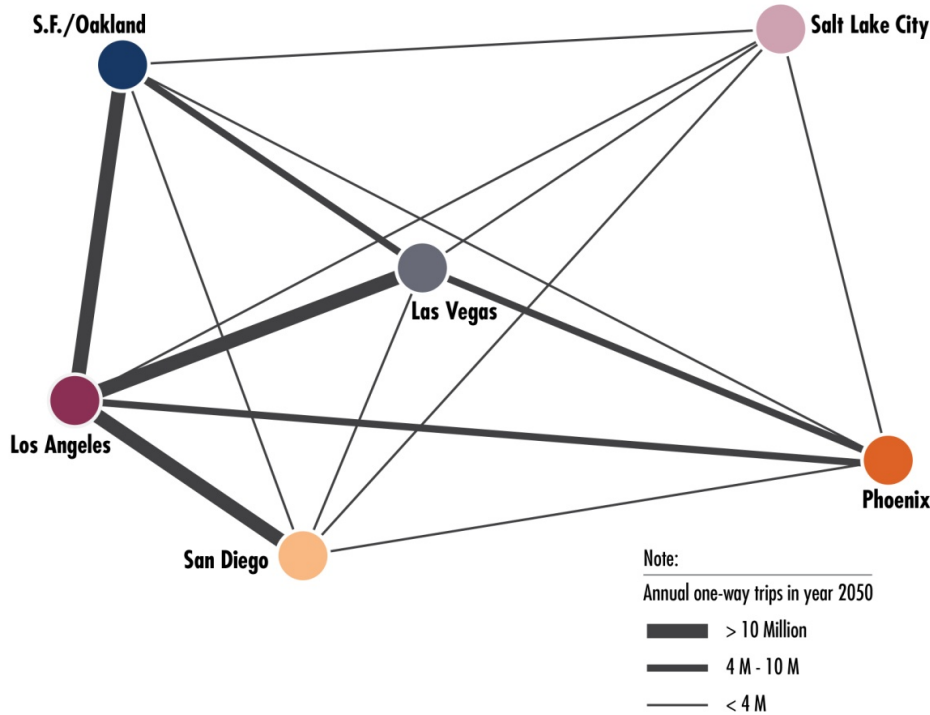 S.F./Oakland
Salt Lake City
Las Vegas
Los Angeles
Phoenix
San Diego
Note:
Annual one-way trips in year 2050
> 10 Million
4 M - 10 M
< 4 M